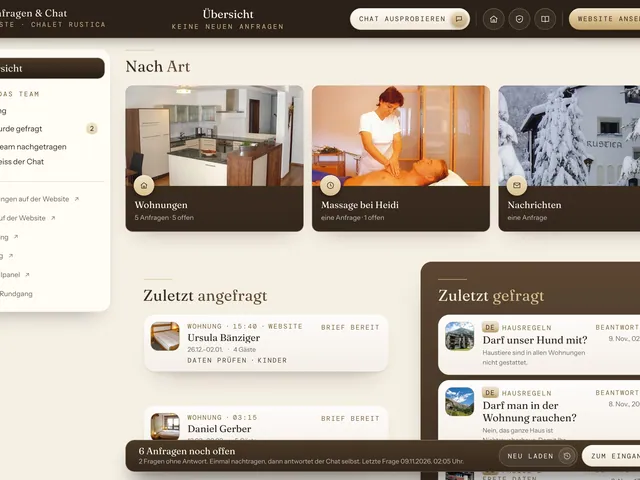 nfragen & Chat
STE · CHALET RUSTICA
Übersicht
KEINE NEUEN ANFRAGEN
CHAT AUSPROBIEREN
WEBSITE ANSE
sicht
DAS TEAM
ng
urde gefragt 2
eam nachgetragen
eiss der Chat
ngen auf der Website ↗
uf der Website ↗
ng ↗
g ↗
lpanel ↗
Rundgang
Nach Art
RUSTICA
Wohnungen
5 Anfragen · 5 offen
Massage bei Heidi
eine Anfrage · 1 offen
Nachrichten
eine Anfrage
Zuletzt angefragt
WOHNUNG · 15:40 · WEBSITE BRIEF BEREIT
Ursula Bänziger
26.12.–02.01. · 4 Gäste
DATEN PRÜFEN · KINDER
WOHNUNG · 03:15 BRIEF BEREIT
Daniel Gerber
Zuletzt gefragt
DE HAUSREGELN BEANTWOR
Darf unser Hund mit? 9. Nov., 02
Haustiere sind in allen Wohnungen
nicht gestattet.
DE HAUSREGELN BEANTWOR
Darf man in der 8. Nov., 20
Wohnung rauchen?
Nein, das ganze Haus ist
6 Anfragen noch offen
2 Fragen ohne Antwort. Einmal nachtragen, dann antwortet der Chat selbst. Letzte Frage 09.11.2026, 02:05 Uhr.
NEU LADEN
ZUM EINGAN